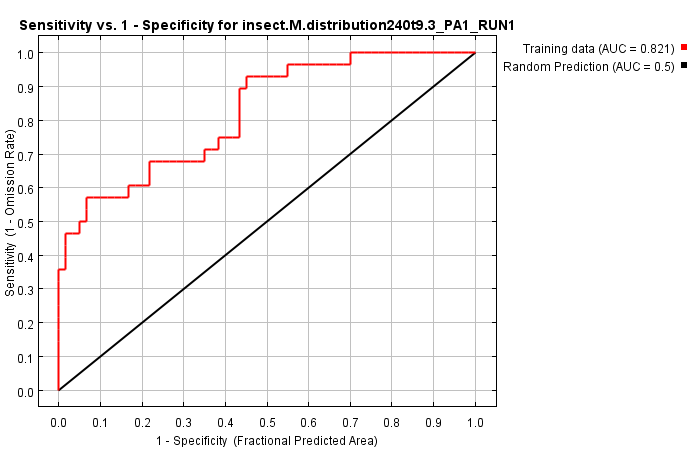 Sensitivity vs. 1 - Specificity for insect.M.distribution240t9.3_PA1_RUN1
Training data (AUC = 0.821)
Random Prediction (AUC = 0.5)
Sensitivity (1 - Omission Rate)
1.0
0.9
0.8
0.7
0.6
0.5
0.4
0.3
0.2
0.1
0.0
0.0 0.1 0.2 0.3 0.4 0.5 0.6 0.7 0.8 0.9 1.0
1 - Specificity (Fractional Predicted Area)